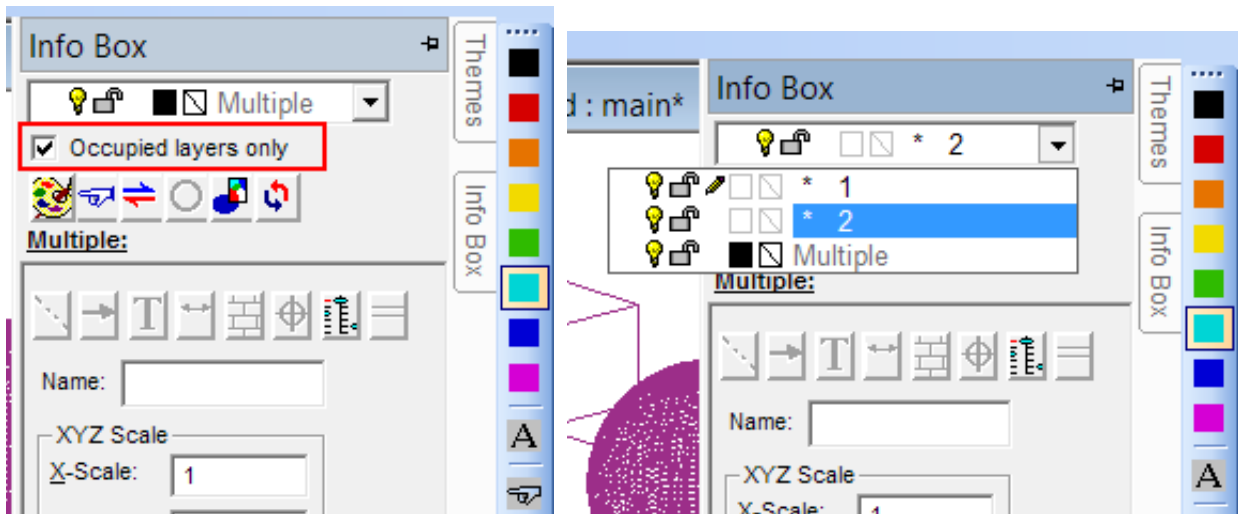 Info Box
Multiple
Occupied layers only
Multiple:
T
Name:
XYZ Scale
X-Scale: 1
Themes
Info Box
A
d : main*
Info Box
* 2
* 1
* 2
Multiple
Multiple:
T
Name:
XYZ Scale
X-Scale: 1
Themes
Info Box
A